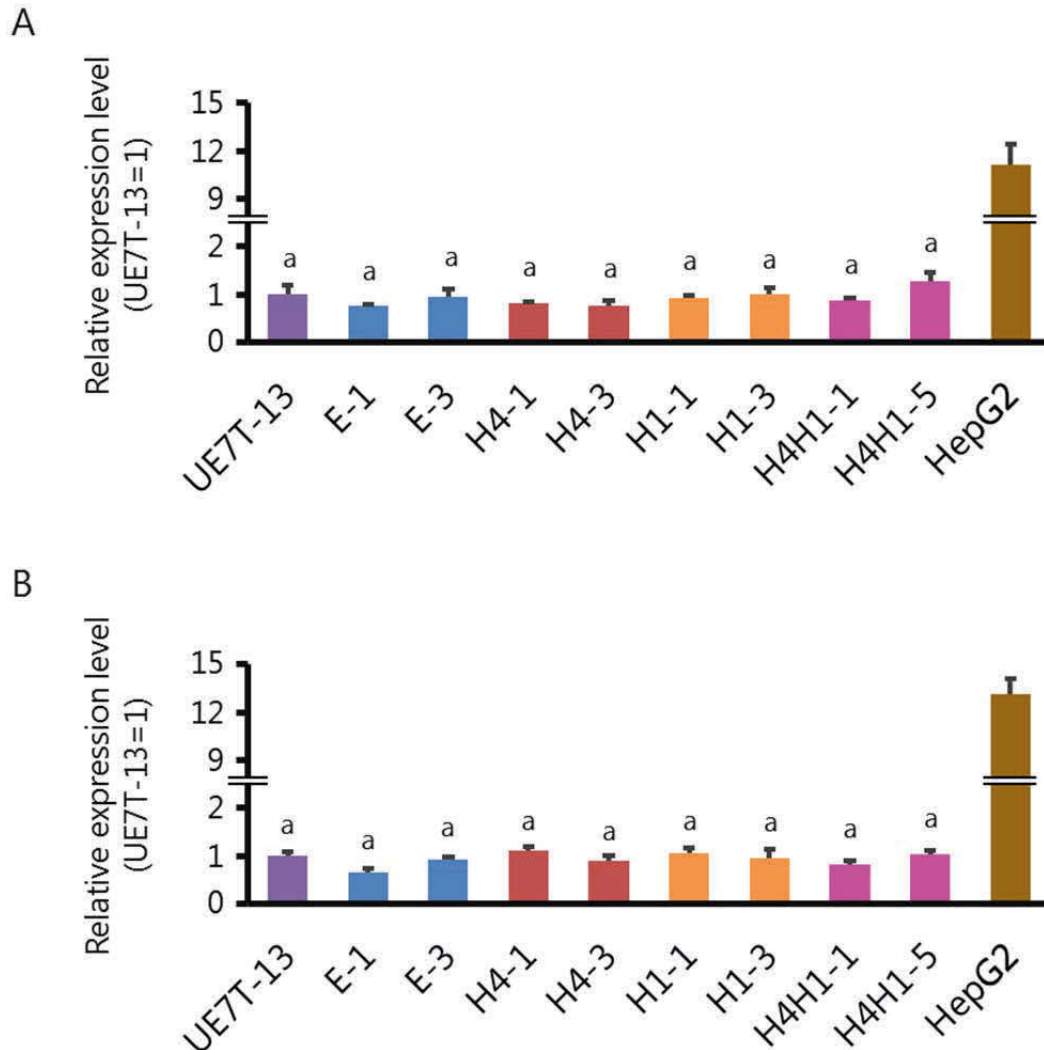 A
Relative expression level
(UE7T-13=1)
15
12
9
2
1
0
a a a a a a a a a
UE7T-13 E-1 E-3 H4-1 H4-3 H1-1 H1-3 H4H1-1 H4H1-5 HepG2
B
Relative expression level
(UE7T-13=1)
15
12
9
2
1
0
a a a a a a a a a
UE7T-13 E-1 E-3 H4-1 H4-3 H1-1 H1-3 H4H1-1 H4H1-5 HepG2